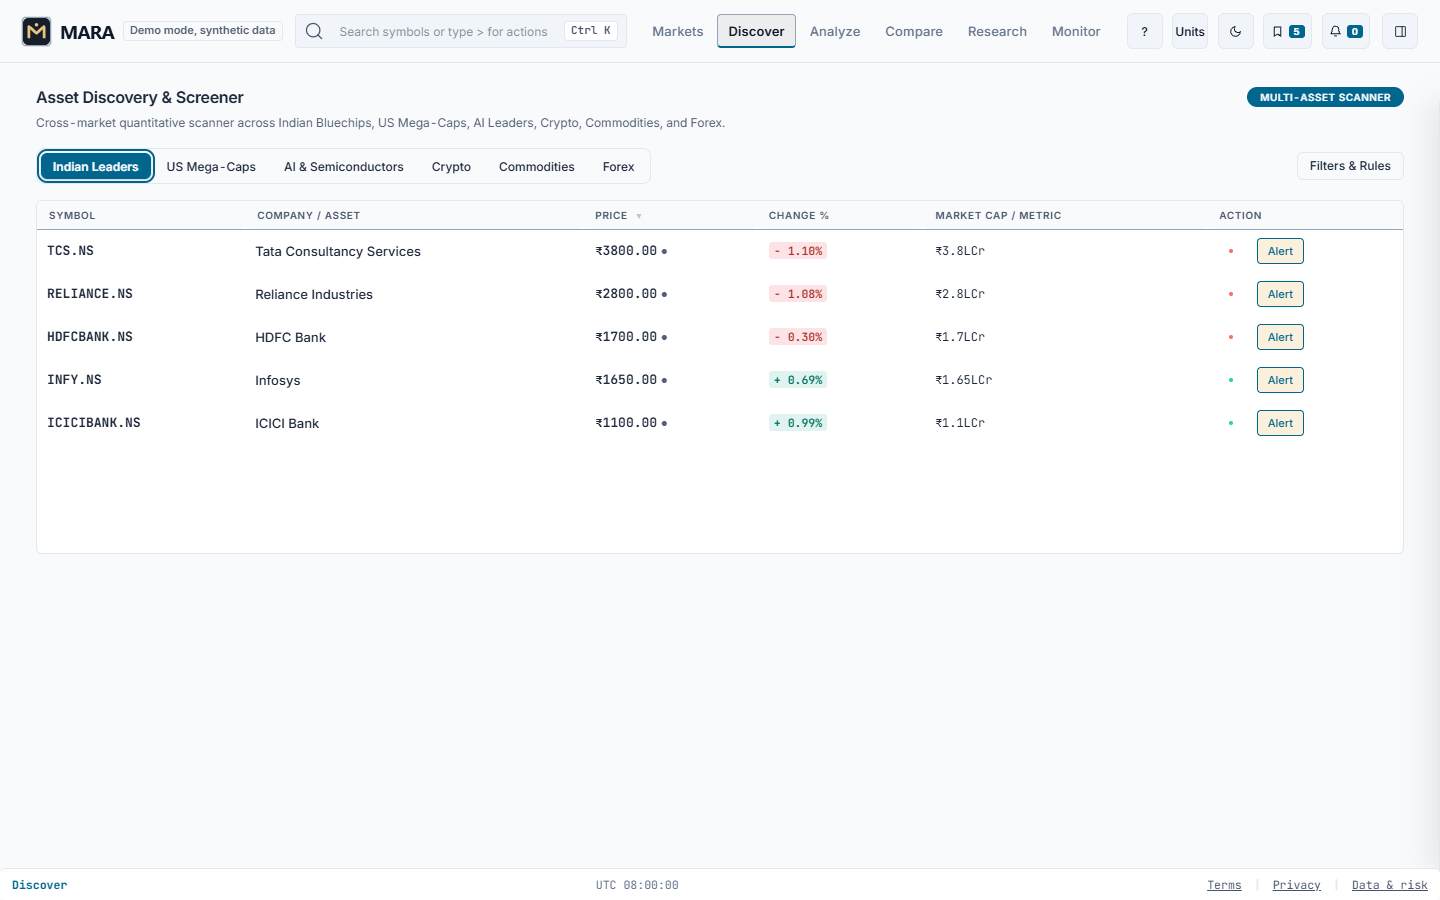 MARA
Demo mode, synthetic data
Search symbols or type > for actions
Ctrl K
Markets
Discover
Analyze
Compare
Research
Monitor
?
Units
5
0
Asset Discovery & Screener
MULTI-ASSET SCANNER
Cross-market quantitative scanner across Indian Bluechips, US Mega-Caps, AI Leaders, Crypto, Commodities, and Forex.
Indian Leaders
US Mega-Caps
AI & Semiconductors
Crypto
Commodities
Forex
Filters & Rules
SYMBOL COMPANY / ASSET PRICE ▼ CHANGE % MARKET CAP / METRIC ACTION
TCS.NS Tata Consultancy Services ₹3800.00 - 1.10% ₹3.8LCr Alert
RELIANCE.NS Reliance Industries ₹2800.00 - 1.08% ₹2.8LCr Alert
HDFCBANK.NS HDFC Bank ₹1700.00 - 0.30% ₹1.7LCr Alert
INFY.NS Infosys ₹1650.00 + 0.69% ₹1.65LCr Alert
ICICIBANK.NS ICICI Bank ₹1100.00 + 0.99% ₹1.1LCr Alert
Discover
UTC 08:00:00
Terms | Privacy | Data & risk